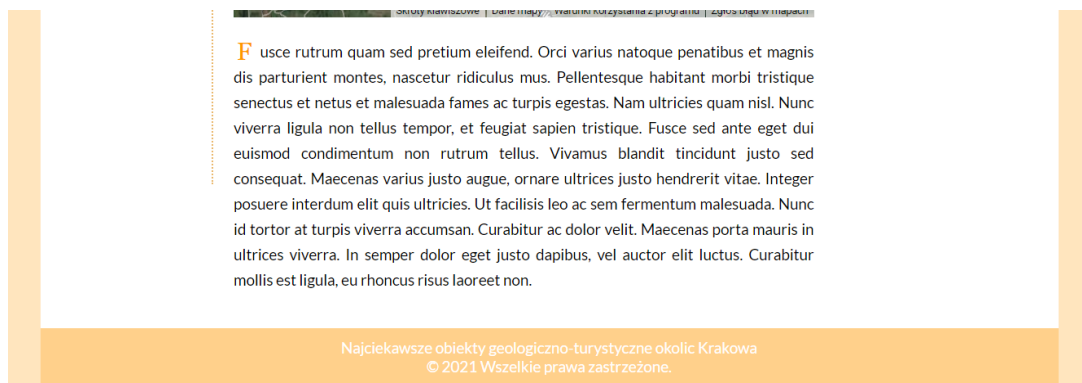 Skróty klawiszowe | Dane mapy | Warunki korzystania z programu | Zgłoś błąd w mapach
Fusce rutrum quam sed pretium eleifend. Orci varius natoque penatibus et magnis
dis parturient montes, nascetur ridiculus mus. Pellentesque habitant morbi tristique
senectus et netus et malesuada fames ac turpis egestas. Nam ultricies quam nisl. Nunc
viverra ligula non tellus tempor, et feugiat sapien tristique. Fusce sed ante eget dui
euismod condimentum non rutrum tellus. Vivamus blandit tincidunt justo sed
consequat. Maecenas varius justo augue, ornare ultrices justo hendrerit vitae. Integer
posuere interdum elit quis ultricies. Ut facilisis leo ac sem fermentum malesuada. Nunc
id tortor at turpis viverra accumsan. Curabitur ac dolor velit. Maecenas porta mauris in
ultrices viverra. In semper dolor eget justo dapibus, vel auctor elit luctus. Curabitur
mollis est ligula, eu rhoncus risus laoreet non.
Najciekawsze obiekty geologiczno-turystyczne okolic Krakowa
© 2021 Wszelkie prawa zastrzeżone.